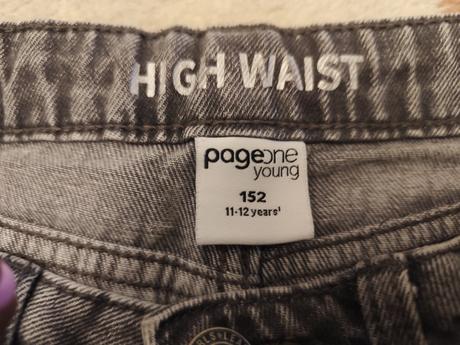 HIGH WAIST
pageone
young
152
11-12 years¹